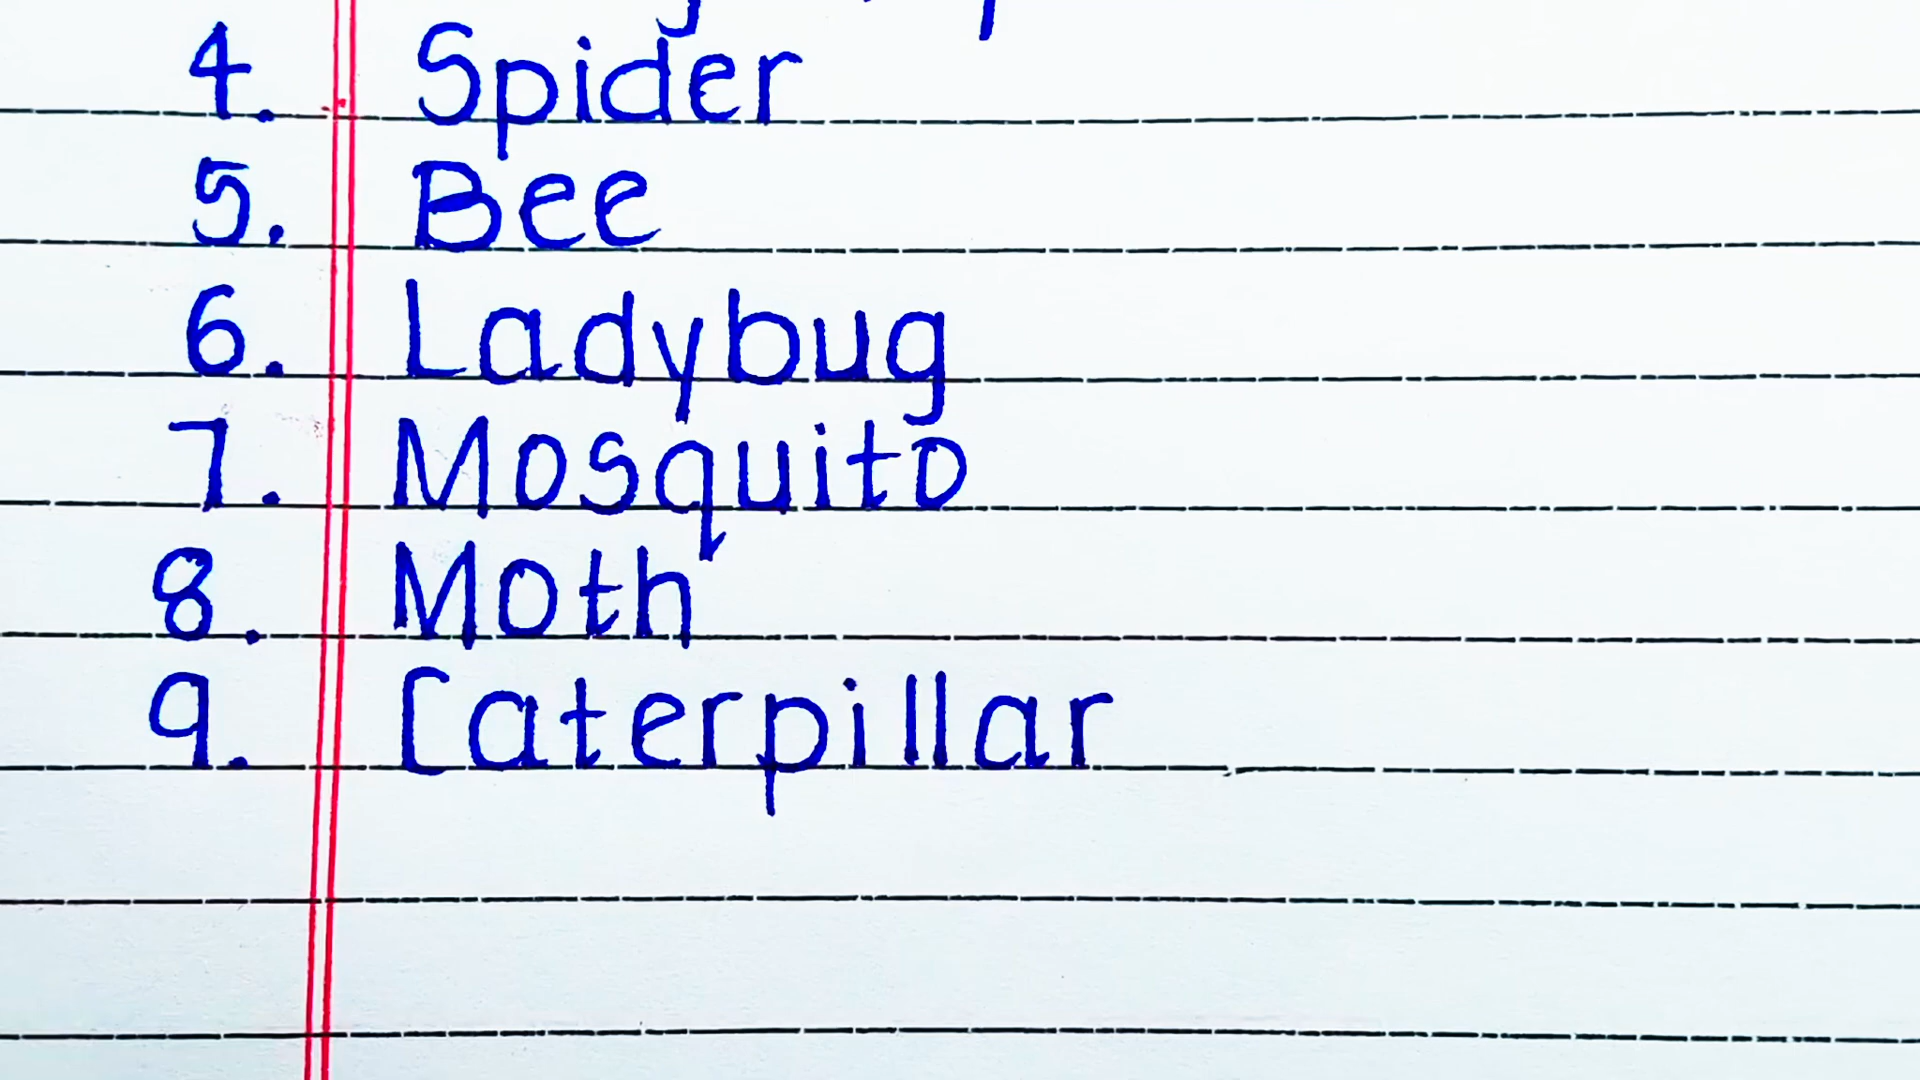 4. Spider
5. Bee
6. Ladybug
7. Mosquito
8. Moth
9. Caterpillar